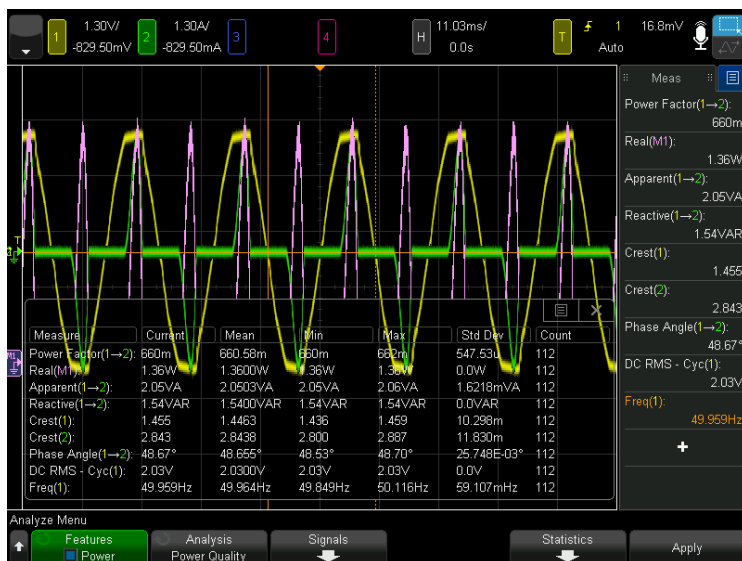 1 1.30V/ 2 1.30A/ 3 4 H 11.03ms/ T 1 16.8mV
-829.50mV -829.50mA 0.0s Auto
Meas
Power Factor(1→2):
660m
Real(M1):
1.36W
Apparent(1→2):
2.05VA
Reactive(1→2):
1.54VAR
Crest(1):
1.455
Crest(2):
2.843
Phase Angle(1→2):
48.67°
DC RMS - Cyc(1):
2.03V
Freq(1):
49.959Hz
T
M1
Measure Current Mean Min Max Std Dev Count
Power Factor(1→2): 660m 660.58m 660m 662m 547.53u 112
Real(M1): 1.36W 1.3600W 1.36W 1.36W 0.0W 112
Apparent(1→2): 2.05VA 2.0503VA 2.05VA 2.06VA 1.6218mVA 112
Reactive(1→2): 1.54VAR 1.5400VAR 1.54VAR 1.54VAR 0.0VAR 112
Crest(1): 1.455 1.4463 1.436 1.459 10.298m 112
Crest(2): 2.843 2.8438 2.800 2.887 11.830m 112
Phase Angle(1→2): 48.67° 48.655° 48.53° 48.70° 25.748E-03° 112
DC RMS - Cyc(1): 2.03V 2.0300V 2.03V 2.03V 0.0V 112
Freq(1): 49.959Hz 49.964Hz 49.849Hz 50.116Hz 59.107mHz 112
Analyze Menu
Features Analysis Signals Statistics Apply
Power Power Quality